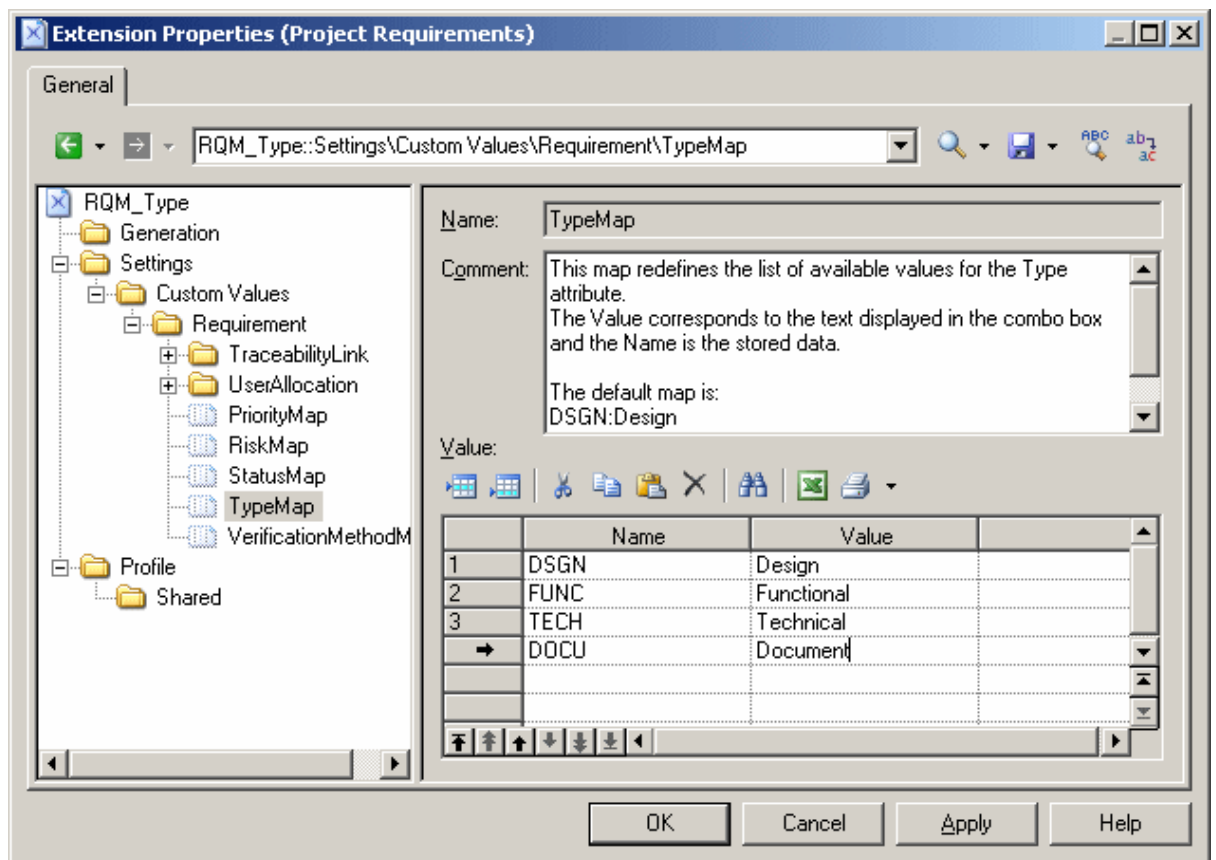 Extension Properties (Project Requirements)
General
RQM_Type::Settings\Custom Values\Requirement\TypeMap
ABC
ab
ac
RQM_Type
Generation
Settings
Custom Values
Requirement
TraceabilityLink
UserAllocation
PriorityMap
RiskMap
StatusMap
TypeMap
VerificationMethodM
Profile
Shared
Name:
TypeMap
Comment:
This map redefines the list of available values for the Type
attribute.
The Value corresponds to the text displayed in the combo box
and the Name is the stored data.
The default map is:
DSGN:Design
Value:
Name Value
1 DSGN Design
2 FUNC Functional
3 TECH Technical
DOCU Document
OK Cancel Apply Help